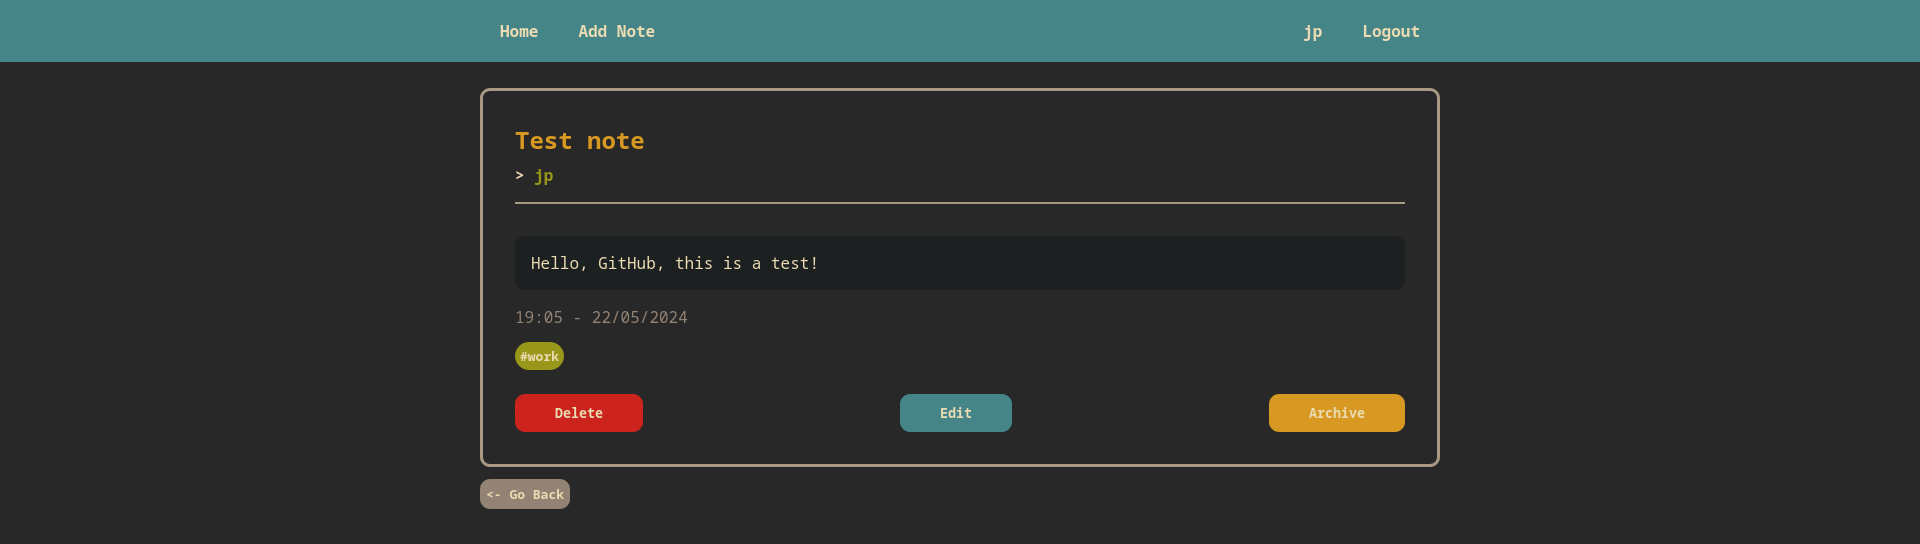 Home Add Note jp Logout
Test note
> jp
Hello, GitHub, this is a test!
19:05 - 22/05/2024
#work
Delete Edit Archive
<- Go Back